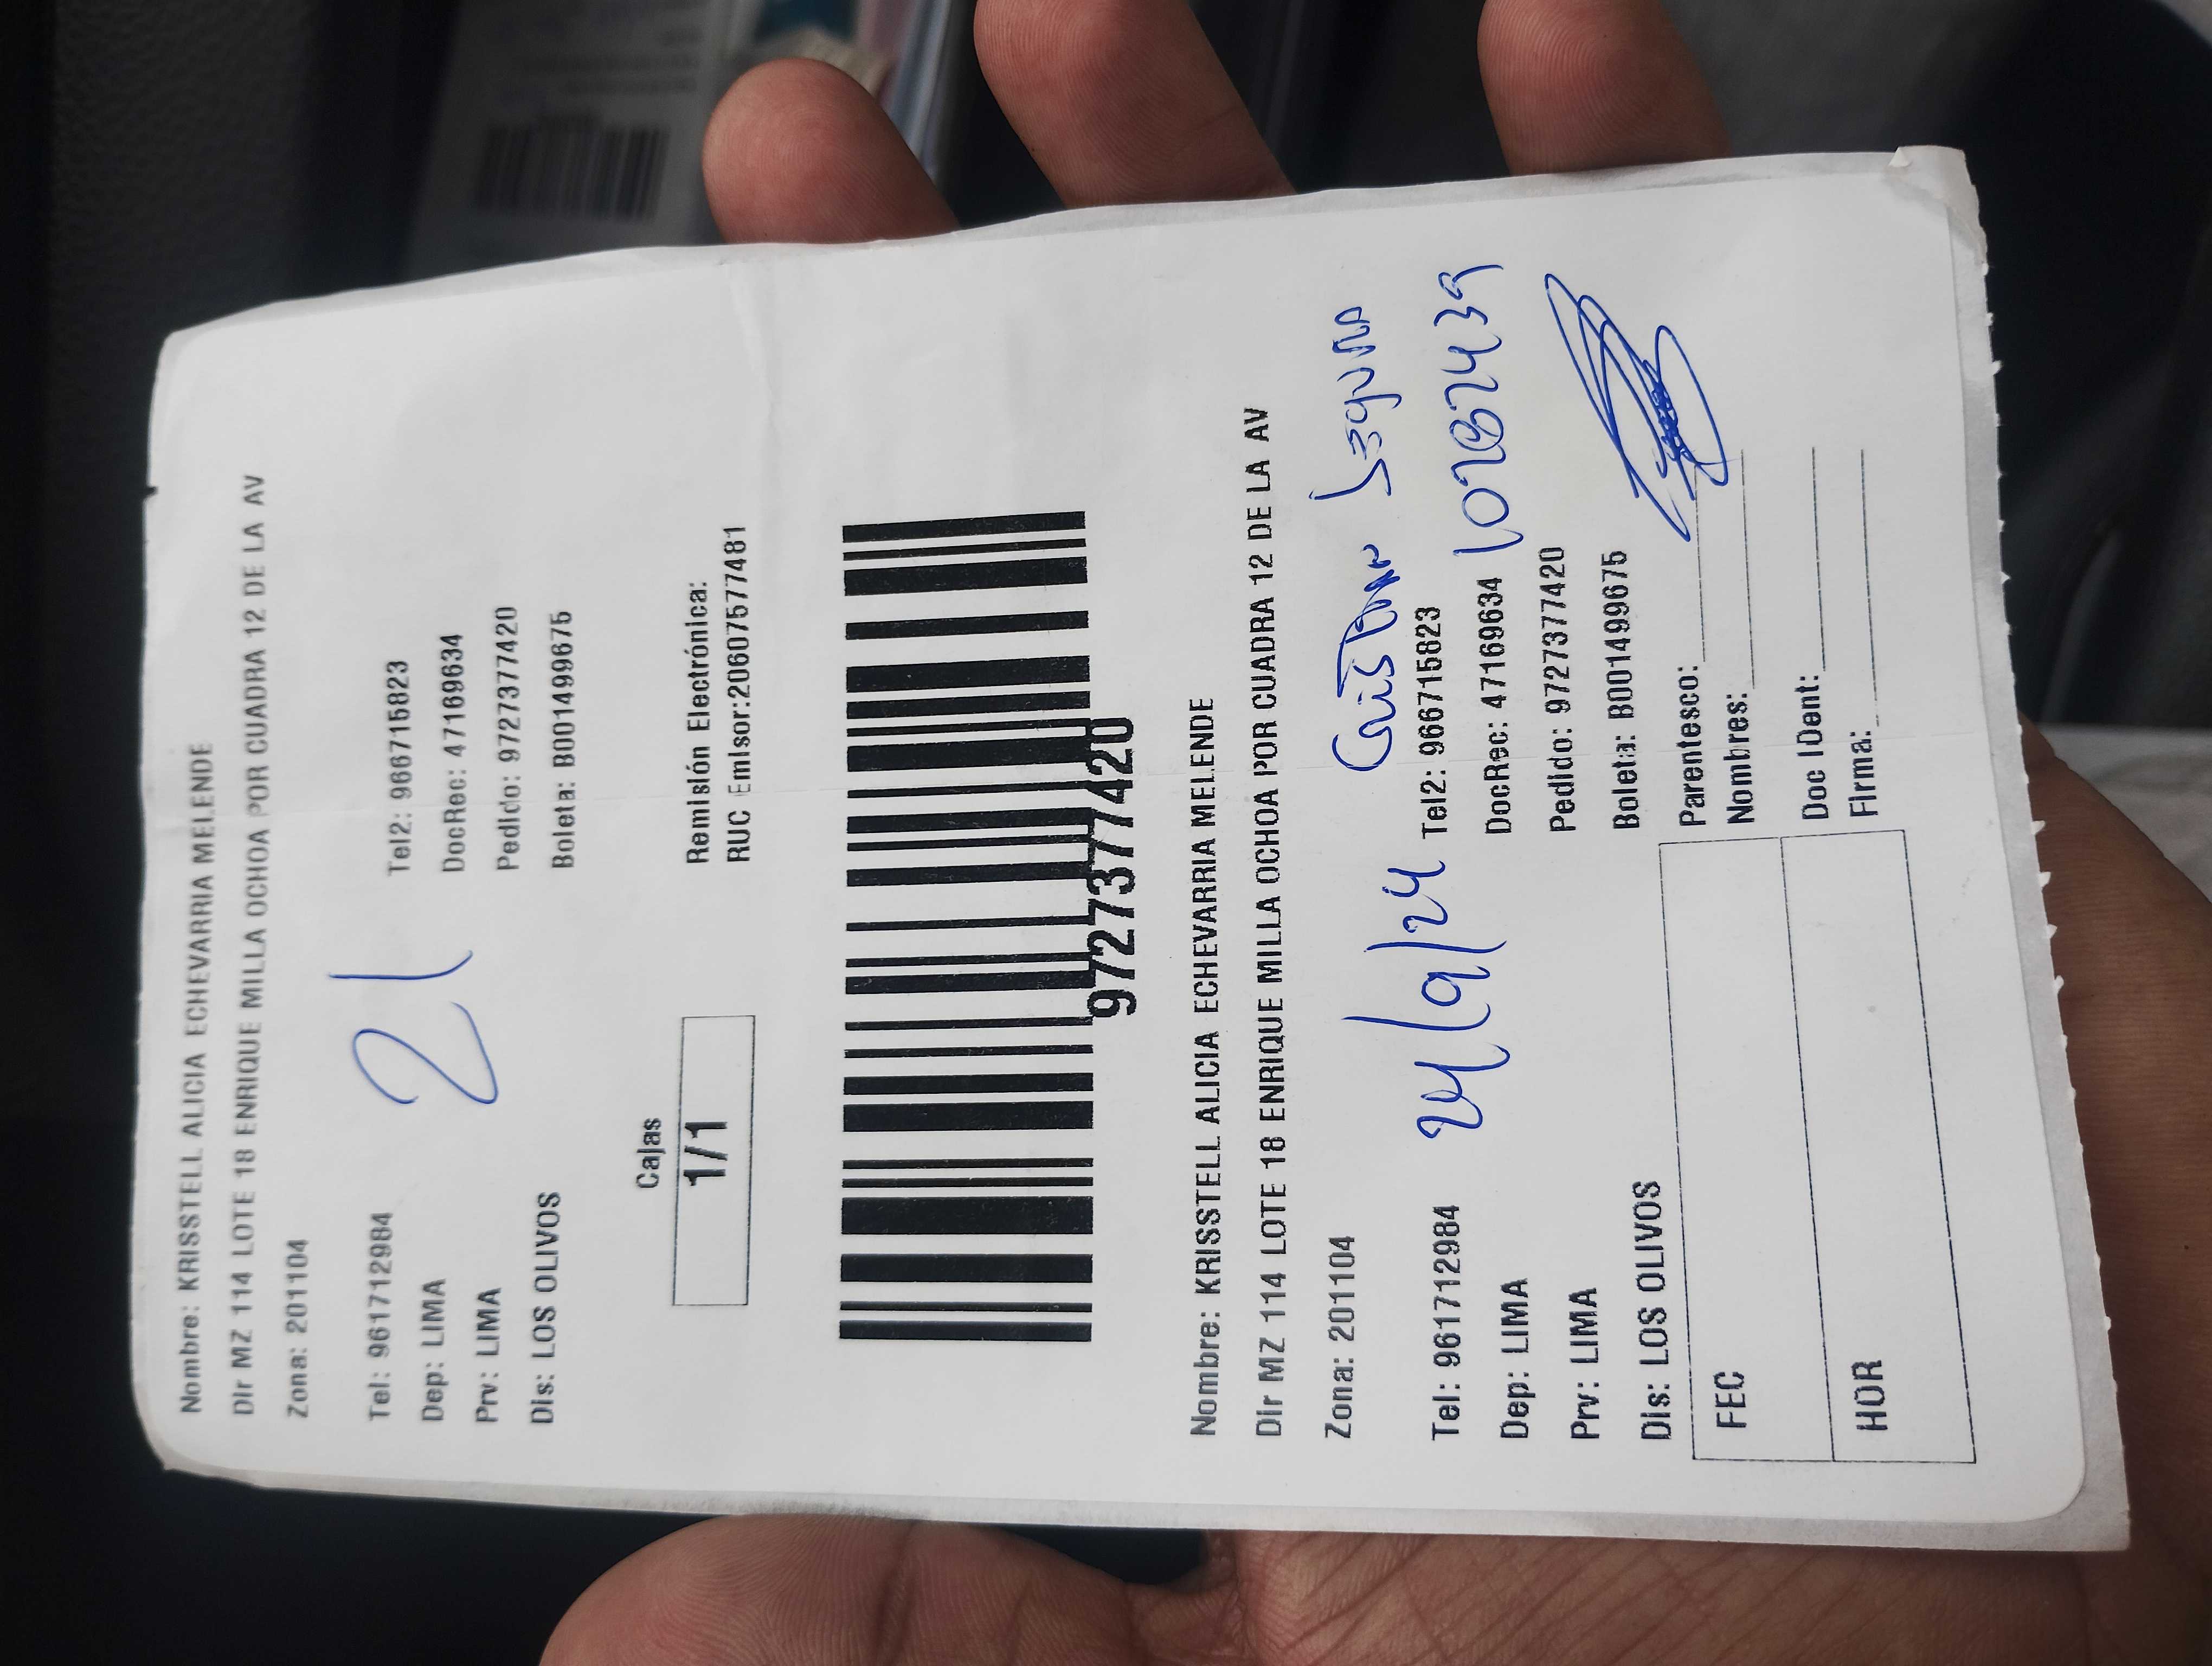 Nombre: KRISSTELL ALICIA ECHEVARRIA MELENDE
Dir MZ 114 LOTE 18 ENRIQUE MILLA OCHOA POR CUADRA 12 DE LA AV
Zona: 201104
21
Tel: 961712984 Tel2: 966715823
Dep: LIMA DocRec: 47169634
Prv: LIMA Pedido: 9727377420
Dis: LOS OLIVOS Boleta: B001499675
Cajas
1/1
Remisión Electrónica:
RUC Emisor:20607577481
9727377420
Nombre: KRISSTELL ALICIA ECHEVARRIA MELENDE
Dir MZ 114 LOTE 18 ENRIQUE MILLA OCHOA POR CUADRA 12 DE LA AV
Zona: 201104
24/9/24
Tel: 961712984 Tel2: 966715823
Dep: LIMA DocRec: 47169634
Prv: LIMA Pedido: 9727377420
Dis: LOS OLIVOS Boleta: B001499675
FEC
HOR
Parentesco:
Nombres:
Doc IDent:
Firma: